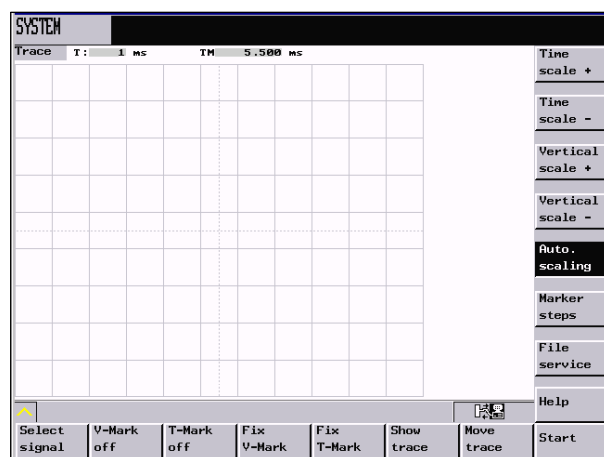 SYSTEM
Trace T: 1 ms TM 5.500 ms
Time
scale +
Time
scale -
Vertical
scale +
Vertical
scale -
Auto.
scaling
Marker
steps
File
service
Help
Start
Select
signal
V-Mark
off
T-Mark
off
Fix
V-Mark
Fix
T-Mark
Show
trace
Move
trace